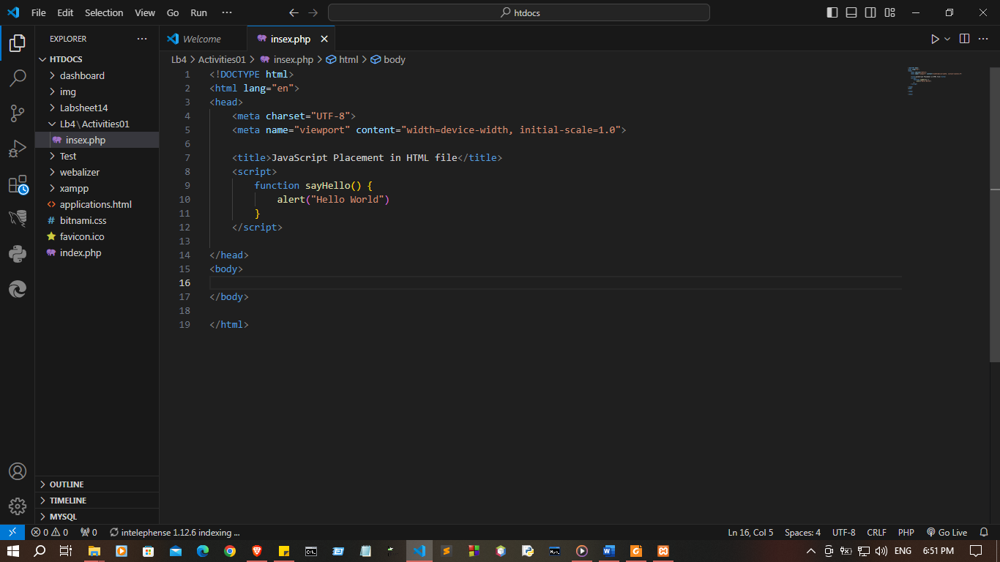 File Edit Selection View Go Run ··· htdocs
EXPLORER ···
HTDOCS
dashboard
img
Labsheet14
Lb4\Activities01
insex.php
Test
webalizer
xampp
applications.html
bitnami.css
favicon.ico
index.php
OUTLINE
TIMELINE
MYSQL
Welcome insex.php
Lb4 > Activities01 > insex.php > html > body
1 <!DOCTYPE html>
2 <html lang="en">
3 <head>
4 <meta charset="UTF-8">
5 <meta name="viewport" content="width=device-width, initial-scale=1.0">
6
7 <title>JavaScript Placement in HTML file</title>
8 <script>
9 function sayHello() {
10 alert("Hello World")
11 }
12 </script>
13
14 </head>
15 <body>
16
17 </body>
18
19 </html>
0 0 0 intelephense 1.12.6 indexing ... Ln 16, Col 5 Spaces: 4 UTF-8 CRLF PHP Go Live
ENG 6:51 PM